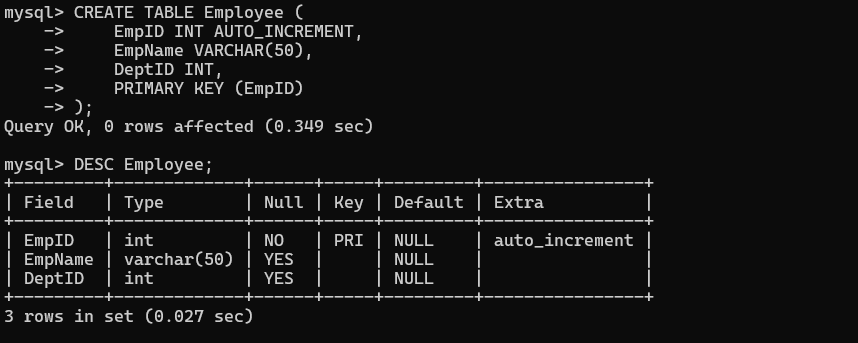 mysql> CREATE TABLE Employee (
    ->     EmpID INT AUTO_INCREMENT,
    ->     EmpName VARCHAR(50),
    ->     DeptID INT,
    ->     PRIMARY KEY (EmpID)
    -> );
Query OK, 0 rows affected (0.349 sec)

mysql> DESC Employee;
+---------+-------------+------+-----+---------+----------------+
| Field   | Type        | Null | Key | Default | Extra          |
+---------+-------------+------+-----+---------+----------------+
| EmpID   | int         | NO   | PRI | NULL    | auto_increment |
| EmpName | varchar(50) | YES  |     | NULL    |                |
| DeptID  | int         | YES  |     | NULL    |                |
+---------+-------------+------+-----+---------+----------------+
3 rows in set (0.027 sec)